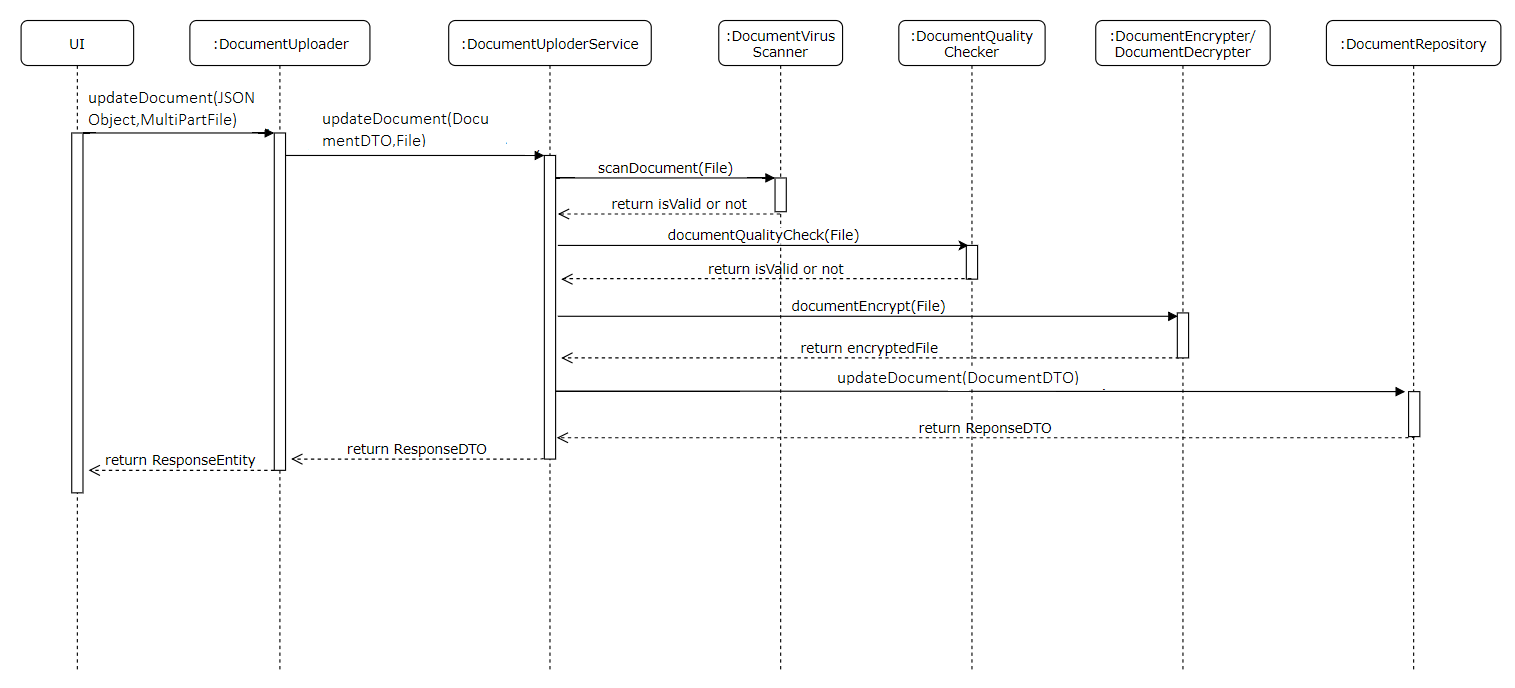 UI
:DocumentUploader
:DocumentUploderService
:DocumentVirus
Scanner
:DocumentQuality
Checker
:DocumentEncrypter/
DocumentDecrypter
:DocumentRepository
updateDocument(JSON
Object,MultiPartFile)
updateDocument(Docu
mentDTO,File)
scanDocument(File)
return isValid or not
documentQualityCheck(File)
return isValid or not
documentEncrypt(File)
return encryptedFile
updateDocument(DocumentDTO)
return ReponseDTO
return ResponseDTO
return ResponseEntity